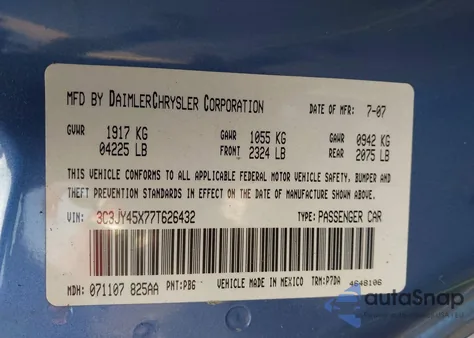 MFD BY DAIMLERCHRYSLER CORPORATION DATE OF MFR: 7-07
GVWR 1917 KG GAWR 1055 KG GAWR 0942 KG
04225 LB FRONT 2324 LB REAR 2075 LB
THIS VEHICLE CONFORMS TO ALL APPLICABLE FEDERAL MOTOR VEHICLE SAFETY, BUMPER AND
THEFT PREVENTION STANDARDS IN EFFECT ON THE DATE OF MANUFACTURE SHOWN ABOVE.
VIN: 3C3JY45X77T626432 TYPE: PASSENGER CAR
MDH: 071107 825AA PNT: PBG VEHICLE MADE IN MEXICO TRM: P7DA 4648106
autoSnap